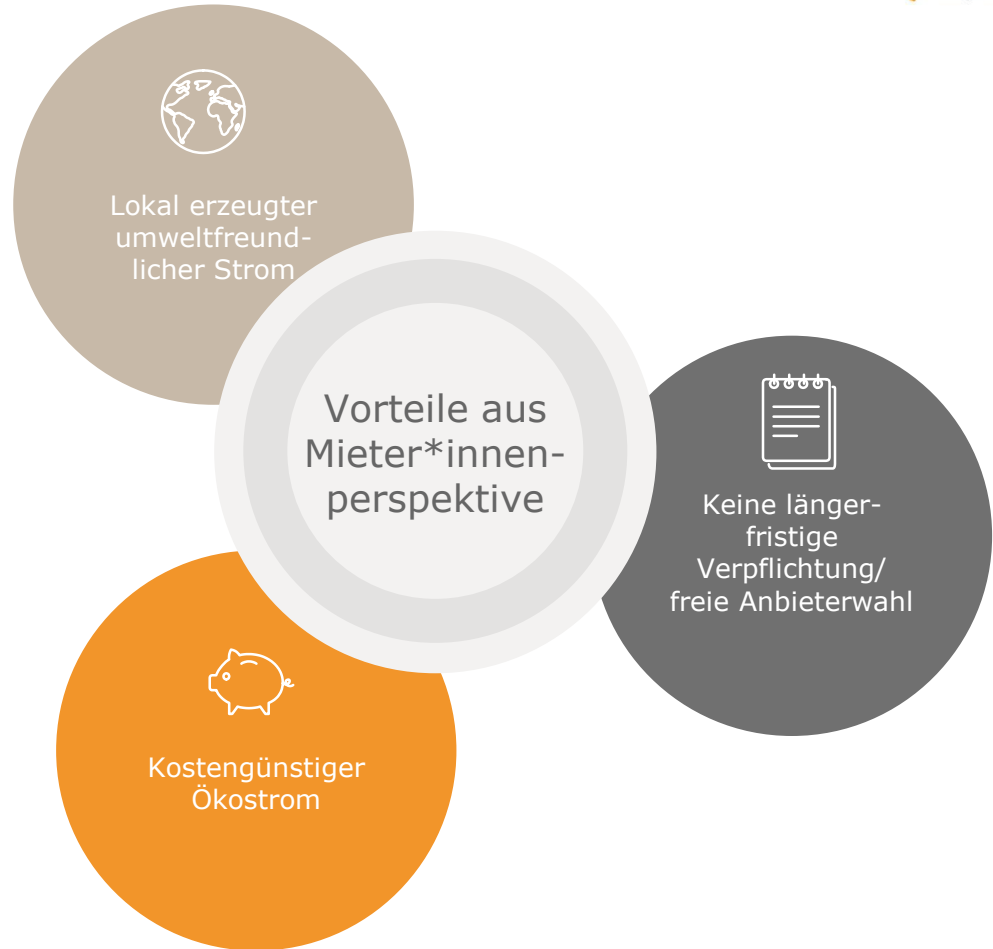 Lokal erzeugter
umweltfreund-
licher Strom
Vorteile aus
Mieter*innen-
perspektive
Keine länger-
fristige
Verpflichtung/
freie Anbieterwahl
Kostengünstiger
Ökostrom